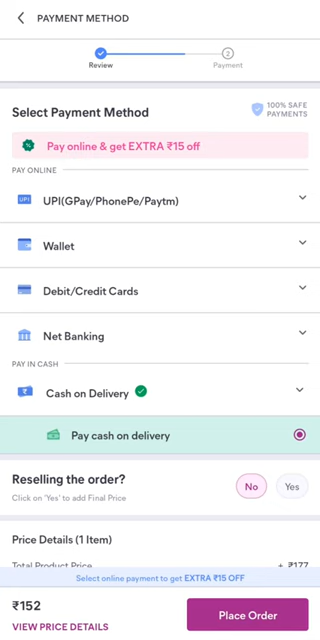 PAYMENT METHOD
2
Review
Payment
Select Payment Method
100% SAFE
PAYMENTS
Pay online & get EXTRA ₹15 off
PAY ONLINE
UPI
UPI(GPay/PhonePe/Paytm)
Wallet
Debit/Credit Cards
Net Banking
PAY IN CASH
₹
Cash on Delivery
Pay cash on delivery
Reselling the order?
No
Yes
Click on 'Yes' to add Final Price
Price Details (1 Item)
Total Product Price
+ ₹177
Select online payment to get EXTRA ₹15 OFF
₹152
VIEW PRICE DETAILS
Place Order